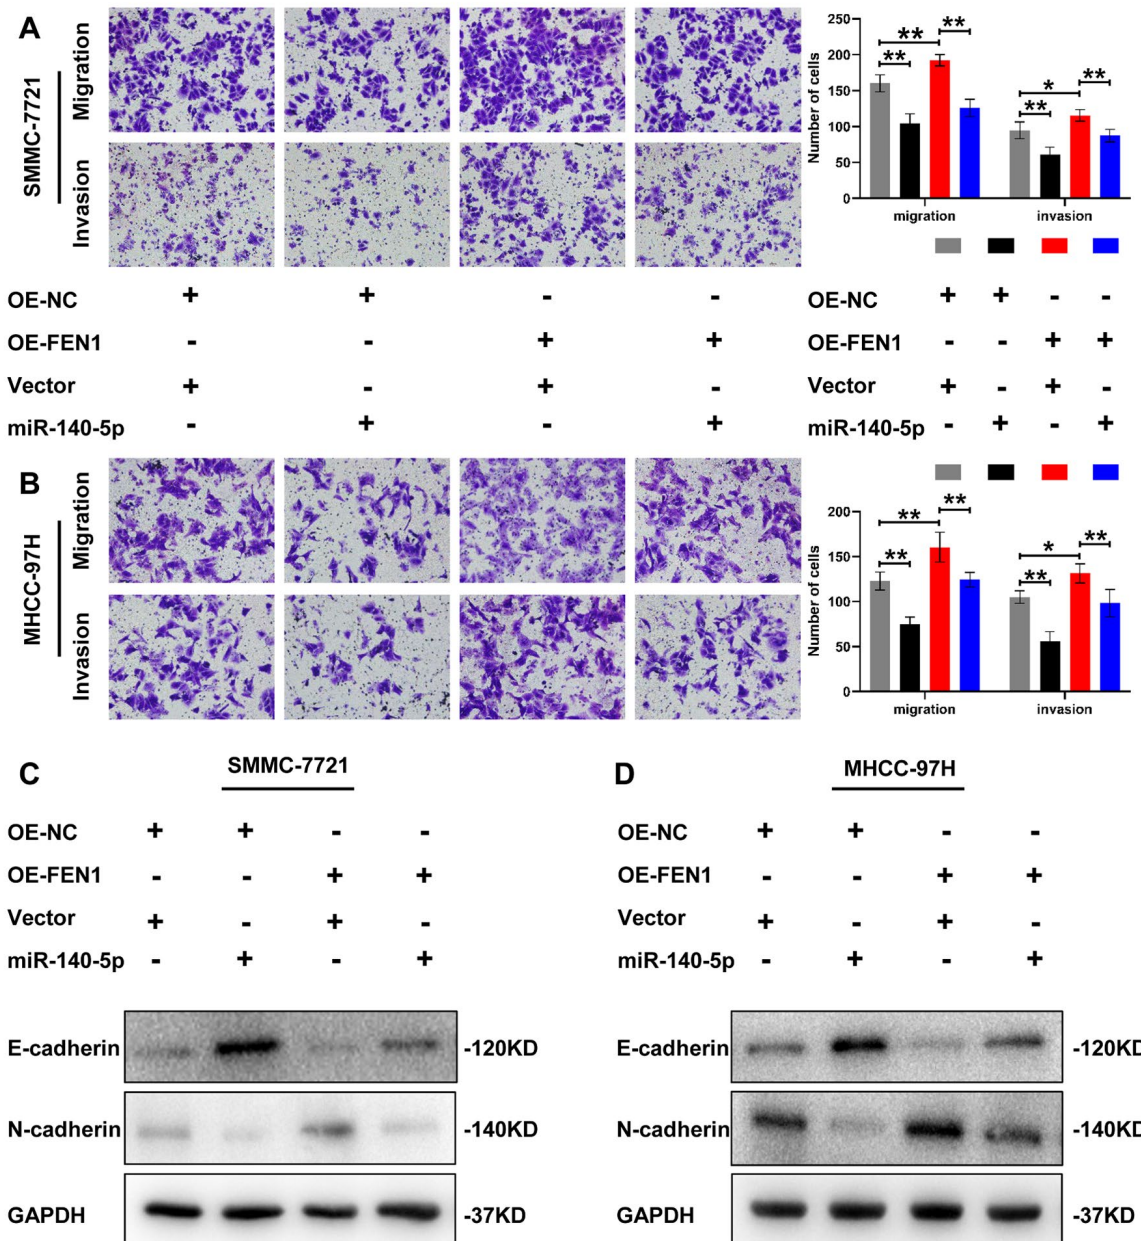 A
SMMC-7721
Migration
Invasion
Number of cells
250
200
150
100
50
0
** ** ** * ** **
migration invasion
OE-NC + + - - OE-NC + + - -
OE-FEN1 - - + + OE-FEN1 - - + +
Vector + - + - Vector + - + -
miR-140-5p - + - + miR-140-5p - + - +
B
MHCC-97H
Migration
Invasion
Number of cells
200
150
100
50
0
** ** ** * ** **
migration invasion
C SMMC-7721
OE-NC + + - -
OE-FEN1 - - + +
Vector + - + -
miR-140-5p - + - +
E-cadherin -120KD
N-cadherin -140KD
GAPDH -37KD
D MHCC-97H
OE-NC + + - -
OE-FEN1 - - + +
Vector + - + -
miR-140-5p - + - +
E-cadherin -120KD
N-cadherin -140KD
GAPDH -37KD